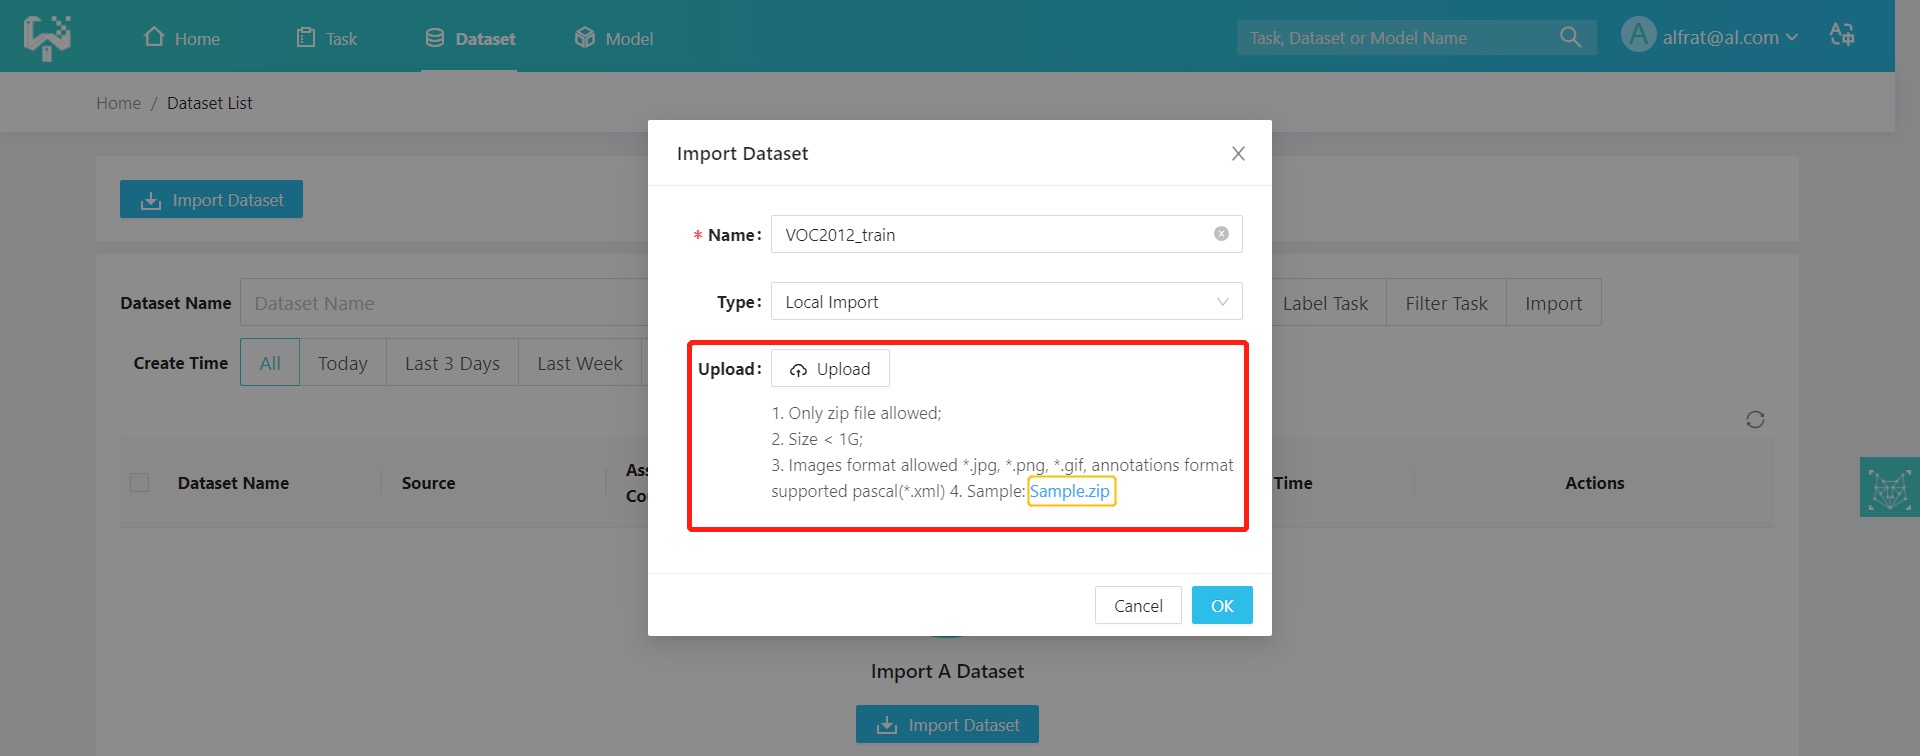 Home
Task
Dataset
Model
Task, Dataset or Model Name
A
alfrat@al.com
Home / Dataset List
Import Dataset
Import Dataset
* Name:
VOC2012_train
Type:
Local Import
Dataset Name
Dataset Name
Label Task
Filter Task
Import
Create Time
All
Today
Last 3 Days
Last Week
Upload:
Upload
1. Only zip file allowed;
2. Size < 1G;
3. Images format allowed *.jpg, *.png, *.gif, annotations format
supported pascal(*.xml) 4. Sample: Sample.zip
Dataset Name
Source
Time
Actions
Cancel
OK
Import A Dataset
Import Dataset